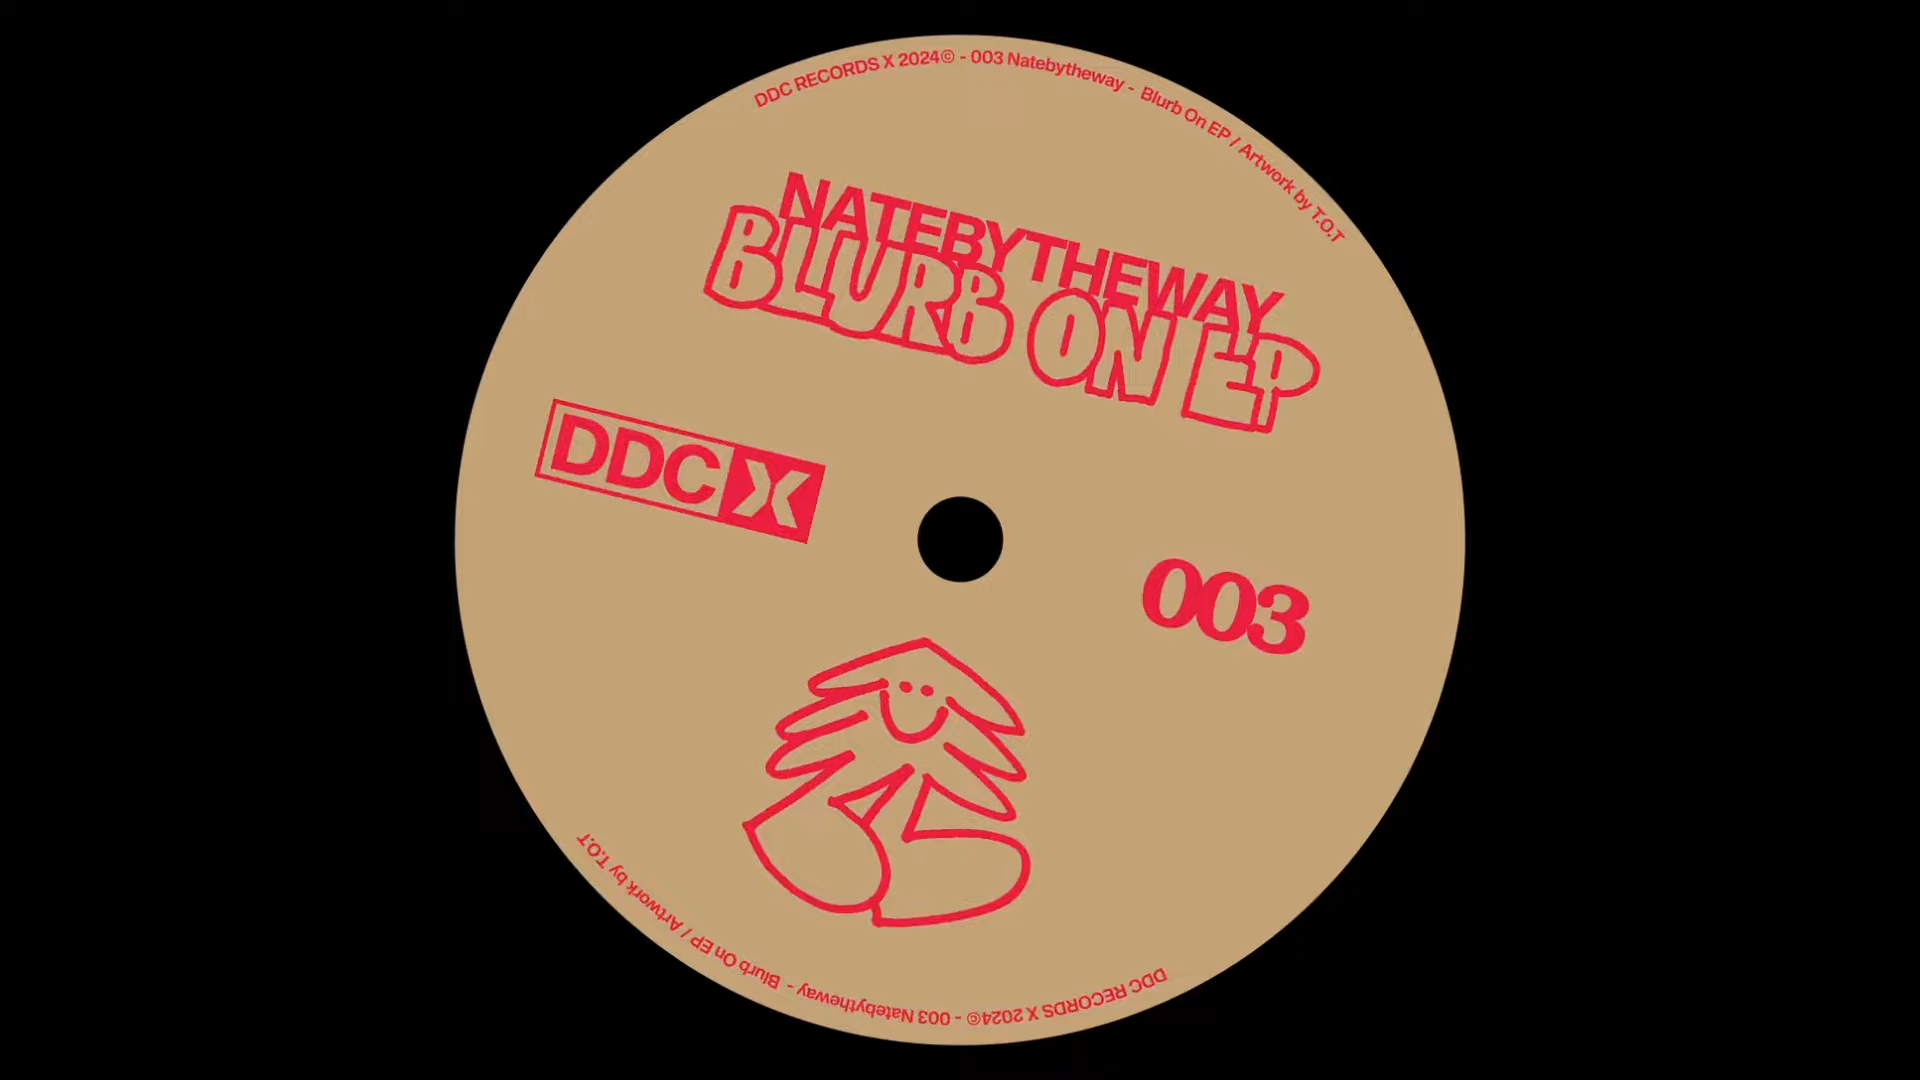 DDC RECORDS X 2024© - 003 Natebytheway - Blurb On EP / Artwork by T.O.T
NATEBYTHEWAY
BLURB ON EP
DDC X
003
DDC RECORDS X 2024© - 003 Natebytheway - Blurb On EP / Artwork by T.O.T